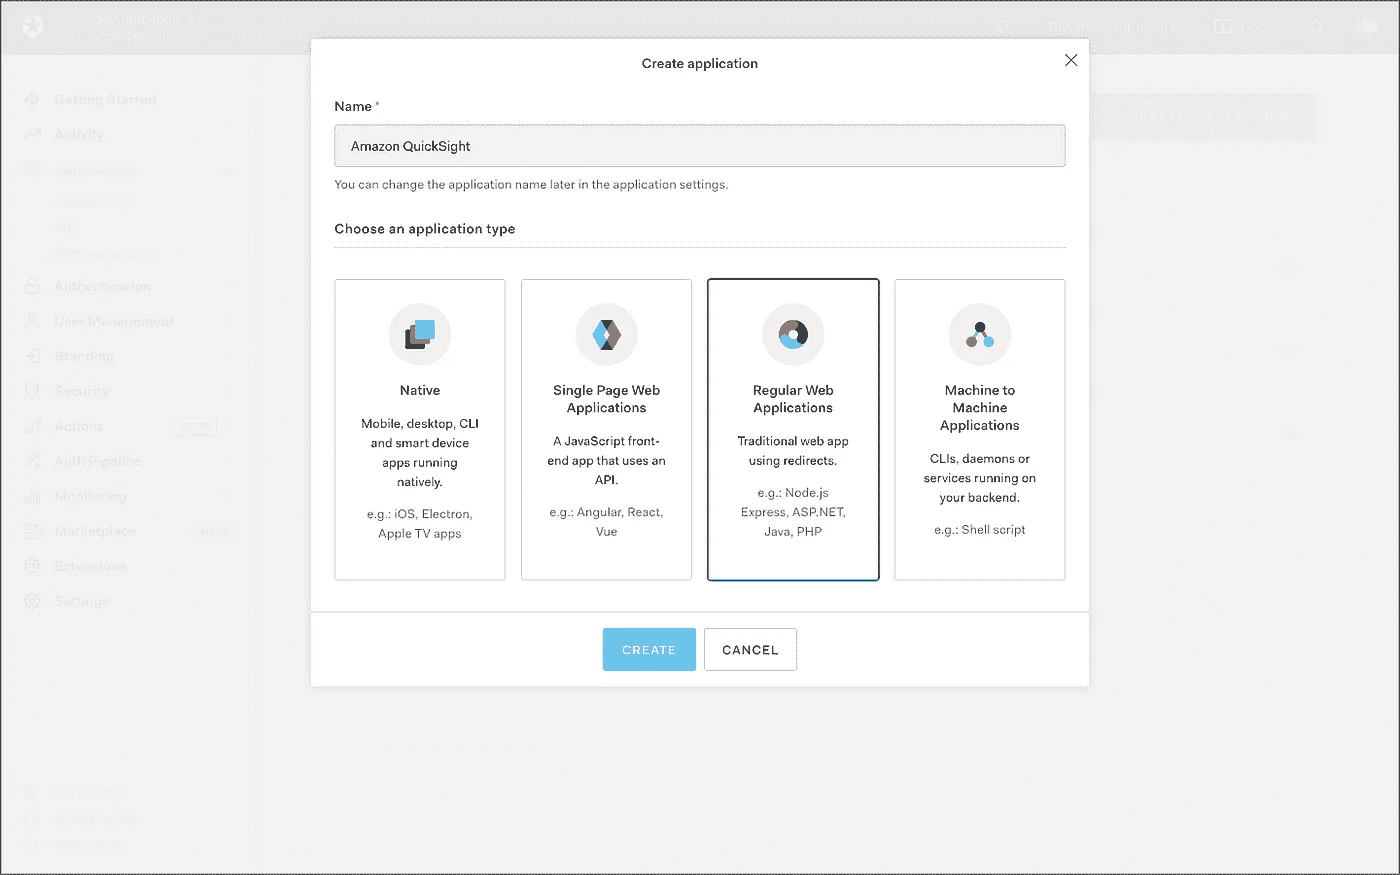 Create application
Name *
Amazon QuickSight
You can change the application name later in the application settings.
Choose an application type
Native
Mobile, desktop, CLI
and smart device
apps running
natively.
e.g.: iOS, Electron,
Apple TV apps
Single Page Web
Applications
A JavaScript front-
end app that uses an
API.
e.g.: Angular, React,
Vue
Regular Web
Applications
Traditional web app
using redirects.
e.g.: Node.js
Express, ASP.NET,
Java, PHP
Machine to
Machine
Applications
CLIs, daemons or
services running on
your backend.
e.g.: Shell script
CREATE
CANCEL
Getting Started
Activity
Applications
Authentication
User Management
Branding
Security
Actions
Auth Pipeline
Monitoring
Marketplace
Extensions
Settings